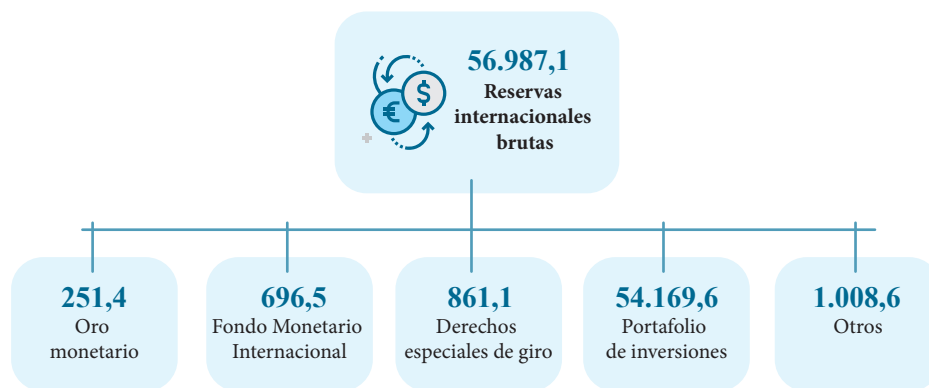 56.987,1
Reservas
internacionales
brutas
€
$
251,4
Oro
monetario
696,5
Fondo Monetario
Internacional
861,1
Derechos
especiales de giro
54.169,6
Portafolio
de inversiones
1.008,6
Otros